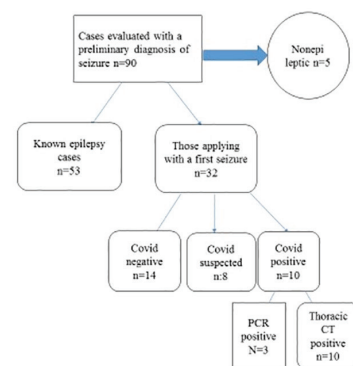 Cases evaluated with a
preliminary diagnosis of
seizure n=90
Nonepi
leptic n=5
Known epilepsy
cases
n=53
Those applying
with a first seizure
n=32
Covid
negative
n=14
Covid
suspected
n:8
Covid
positive
n=10
PCR
positive
N=3
Thoracic
CT
positive
n=10